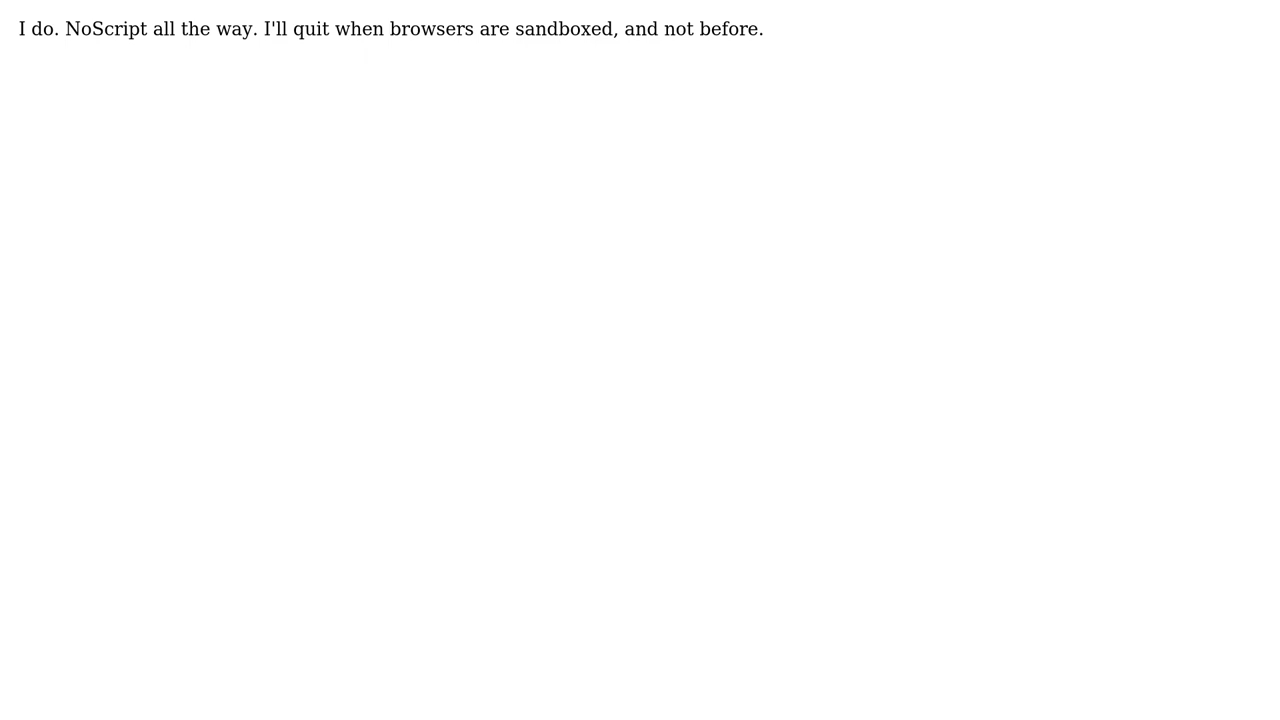 I do. NoScript all the way. I'll quit when browsers are sandboxed, and not before.